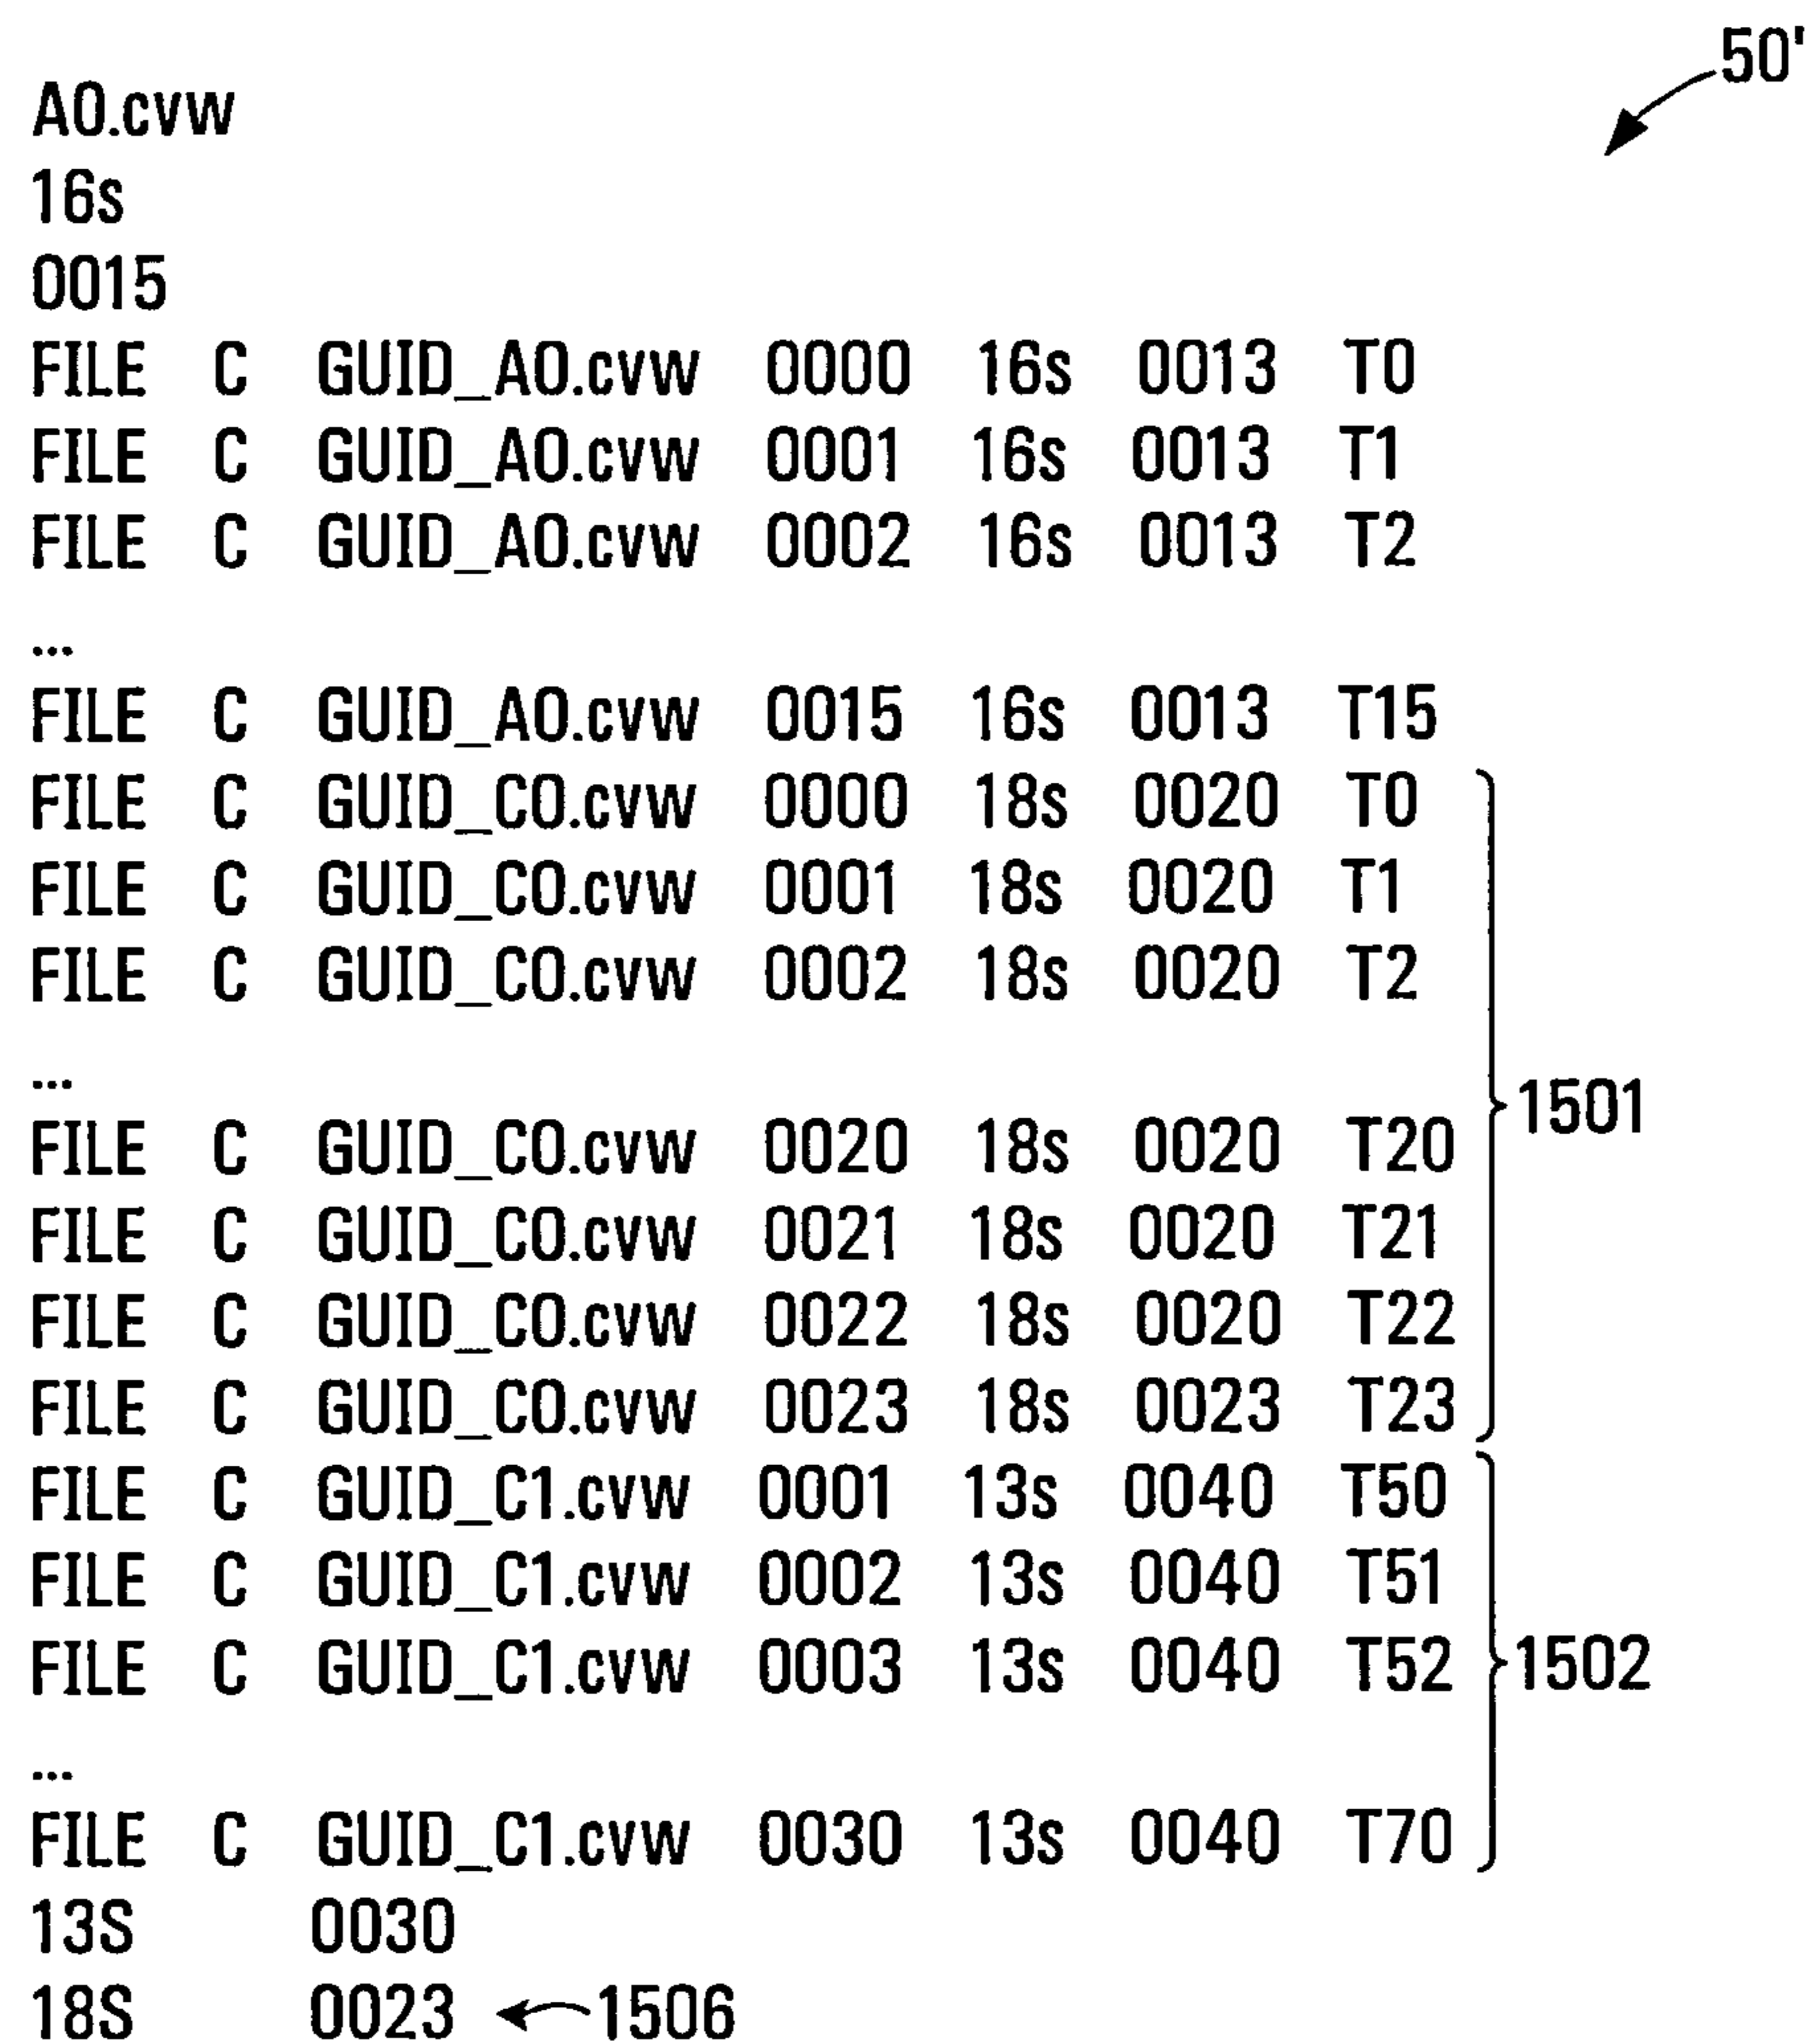 50'
A0.cvw
16s
0015
FILE C GUID_A0.cvw 0000 16s 0013 T0
FILE C GUID_A0.cvw 0001 16s 0013 T1
FILE C GUID_A0.cvw 0002 16s 0013 T2
...
FILE C GUID_A0.cvw 0015 16s 0013 T15
FILE C GUID_C0.cvw 0000 18s 0020 T0
FILE C GUID_C0.cvw 0001 18s 0020 T1
FILE C GUID_C0.cvw 0002 18s 0020 T2
...
1501
FILE C GUID_C0.cvw 0020 18s 0020 T20
FILE C GUID_C0.cvw 0021 18s 0020 T21
FILE C GUID_C0.cvw 0022 18s 0020 T22
FILE C GUID_C0.cvw 0023 18s 0023 T23
FILE C GUID_C1.cvw 0001 13s 0040 T50
FILE C GUID_C1.cvw 0002 13s 0040 T51
FILE C GUID_C1.cvw 0003 13s 0040 T52
1502
...
FILE C GUID_C1.cvw 0030 13s 0040 T70
13S 0030
18S 0023 1506